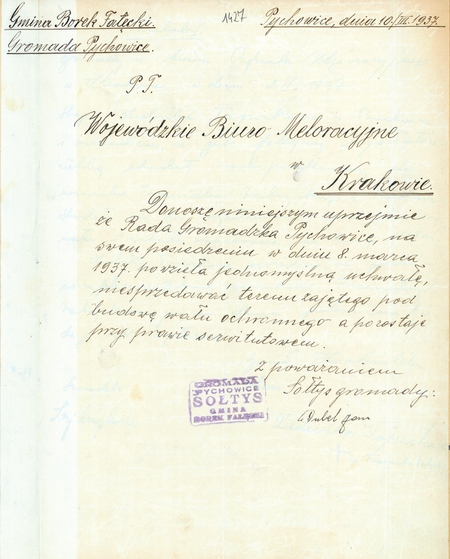 Gmina Borek Fałęcki.
Gromada Pychowice.
1427
Pychowice, dnia 10/III. 1937.
P. T.
Wojewódzkie Biuro Meloracyjne
w
Krakowie.
Donoszę niniejszym uprzejmie
że Rada Gromadzka Pychowice, na
swem posiedzeniu w dniu 8. marca
1937. powzięła jednomyślną uchwałę,
niesprzedawać terenu zajętego pod
budowę wału ochronnego a pozostaje
przy prawie serwitutowem.
Z poważaniem
Sołtys gromady:
GROMADA
PYCHOWICE
SOŁTYS
GMINA
BOREK FAŁĘCKI